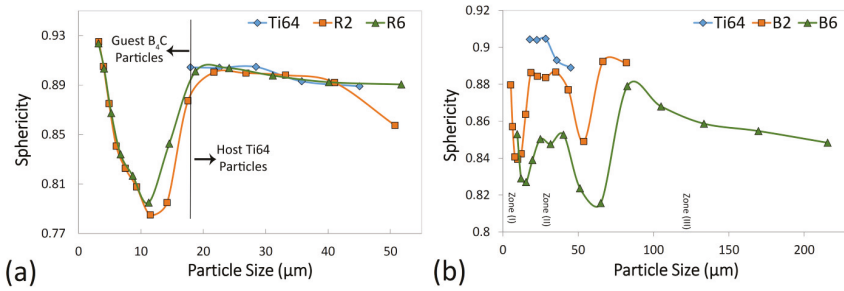 Ti64 R2 R6
0.93
0.89
0.85
0.81
0.77
Sphericity
Guest B4C
Particles
Host Ti64
Particles
0 10 20 30 40 50
Particle Size (μm)
(a)
Ti64 B2 B6
0.92
0.9
0.88
0.86
0.84
0.82
0.8
Sphericity
Zone (I)
Zone (II)
Zone (III)
0 50 100 150 200
Particle Size (μm)
(b)